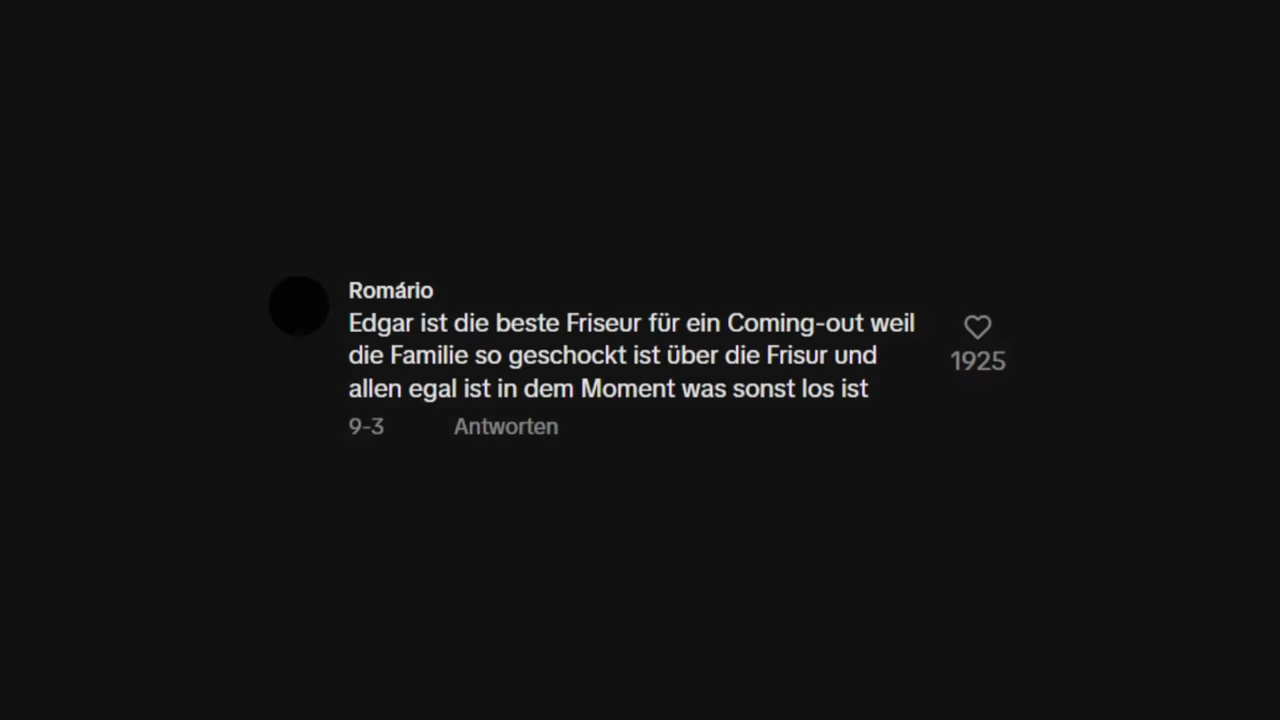 Romário
Edgar ist die beste Friseur für ein Coming-out weil
die Familie so geschockt ist über die Frisur und
allen egal ist in dem Moment was sonst los ist
1925
9-3 Antworten